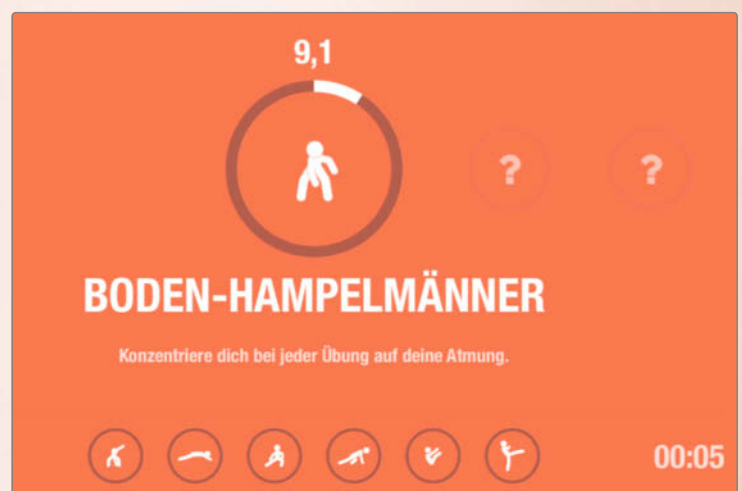 9,1
? ?
BODEN-HAMPELMÄNNER
Konzentriere dich bei jeder Übung auf deine Atmung.
00:05